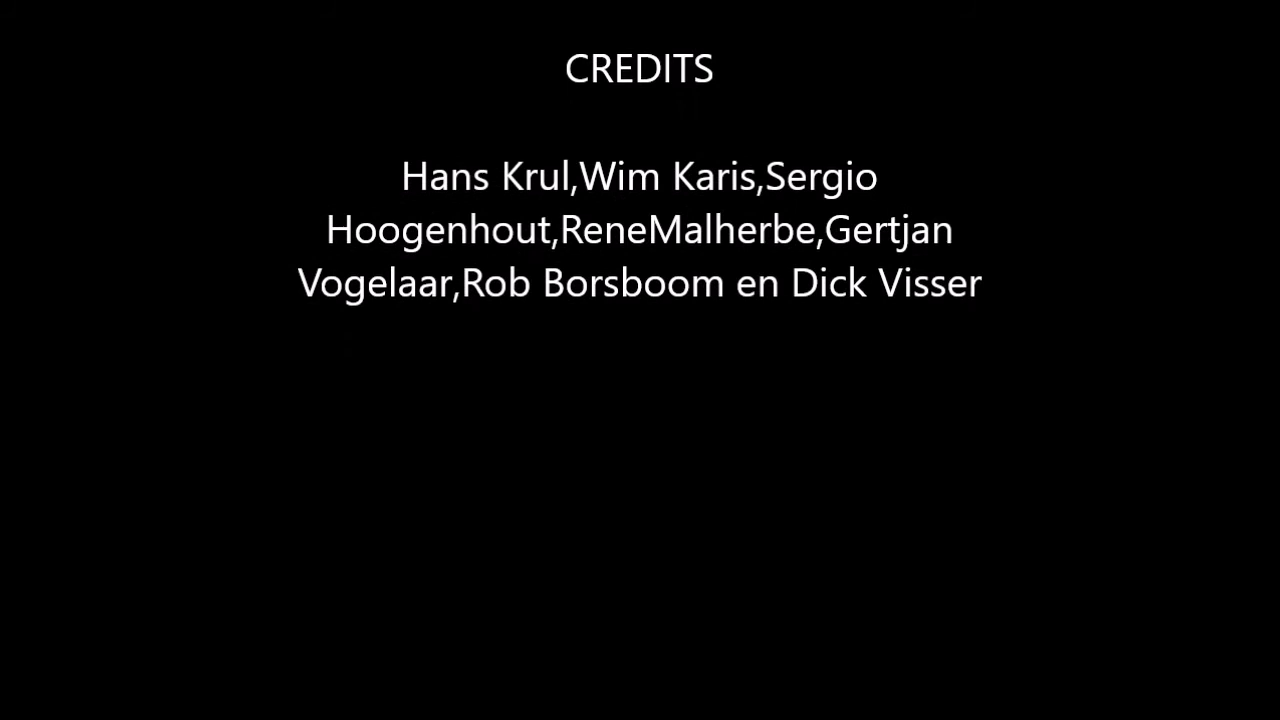 CREDITS
Hans Krul,Wim Karis,Sergio
Hoogenhout,ReneMalherbe,Gertjan
Vogelaar,Rob Borsboom en Dick Visser